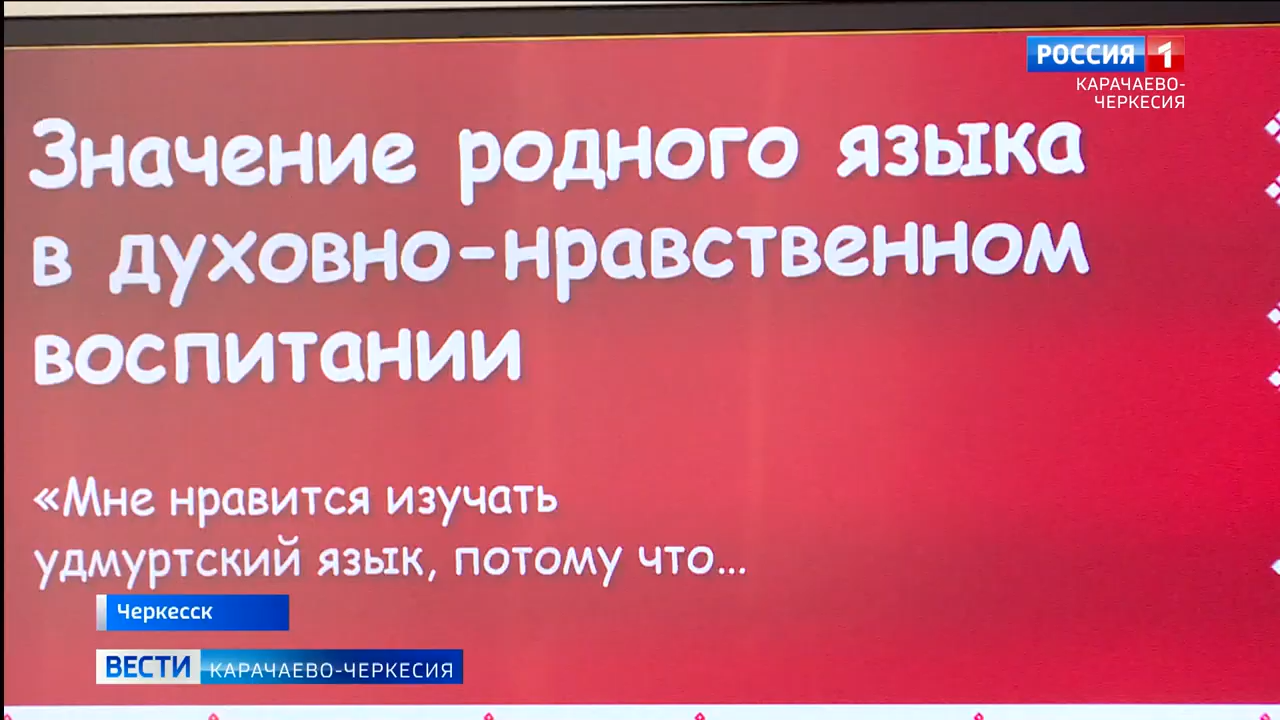 РОССИЯ 1
КАРАЧАЕВО-
ЧЕРКЕСИЯ
Значение родного языка
в духовно-нравственном
воспитании
«Мне нравится изучать
удмуртский язык, потому что...
Черкесск
ВЕСТИ КАРАЧАЕВО-ЧЕРКЕСИЯ